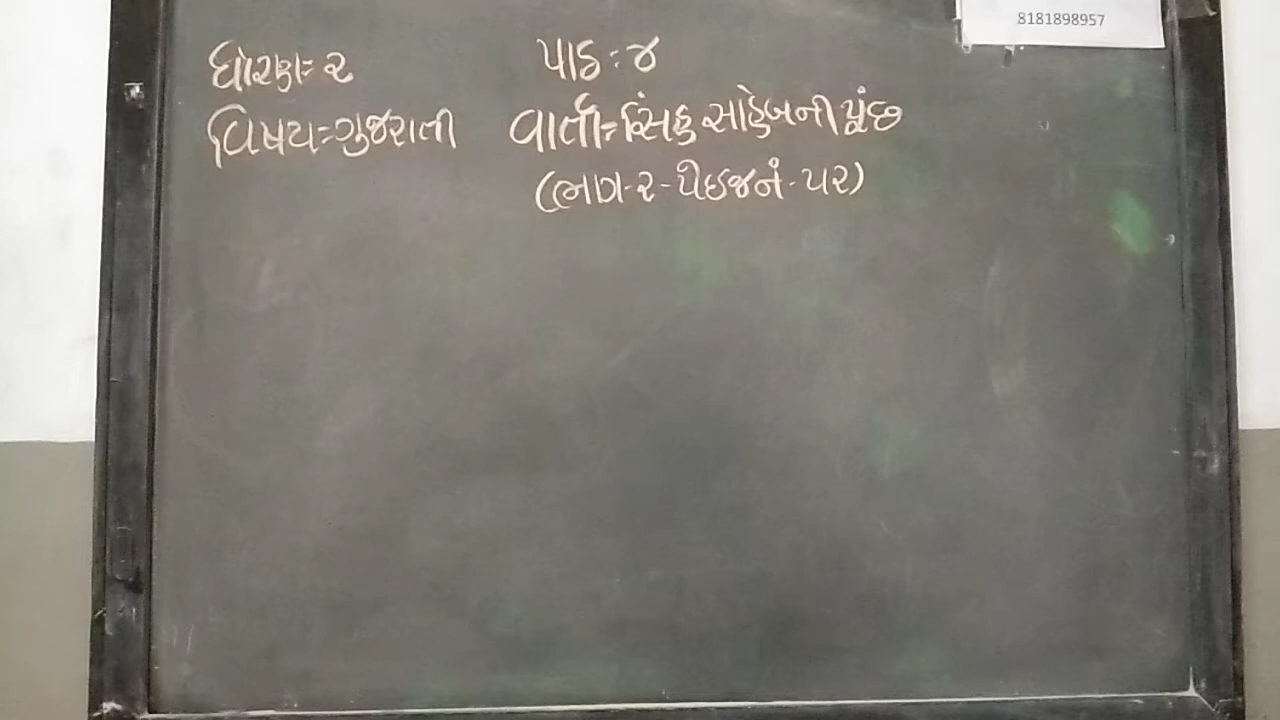 8181898957
ધોરણ:- ૨ પાઠ:- ૪
વિષય:- ગુજરાતી વાર્તા:- સિંહ સાહેબની પૂંછ
(ભાગ-૨-પેઇજનં-૫૨)